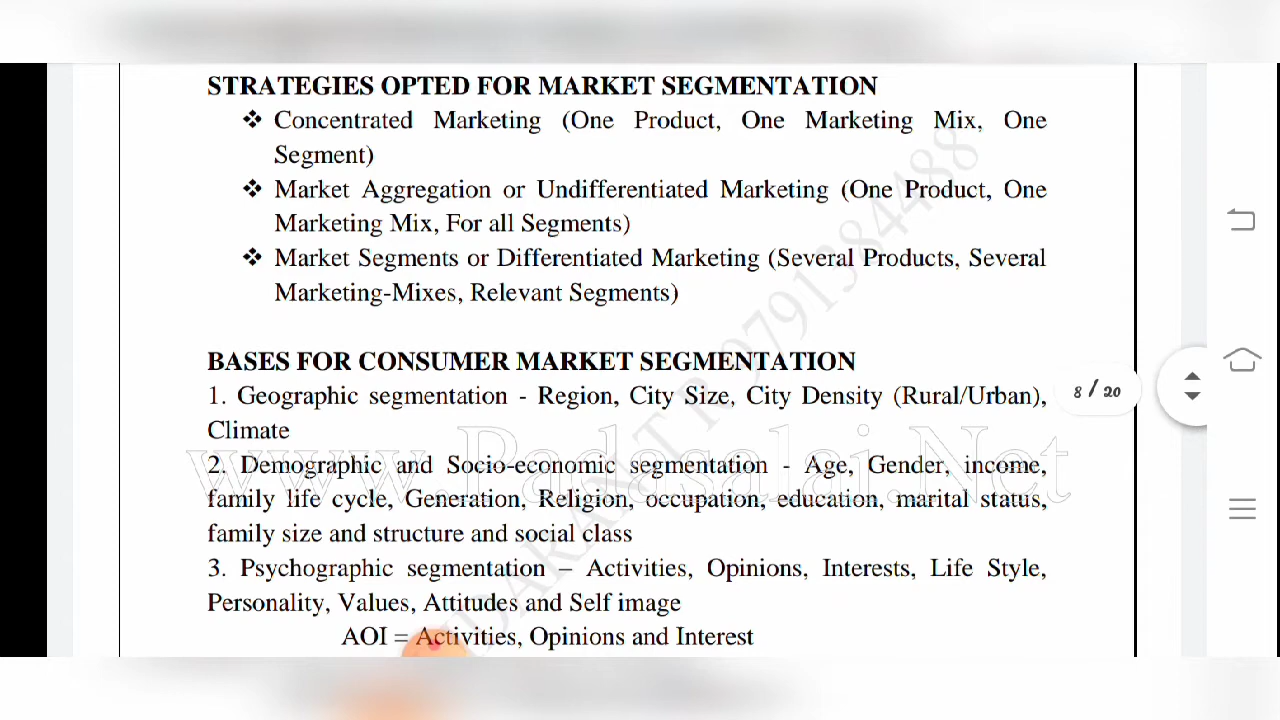 STRATEGIES OPTED FOR MARKET SEGMENTATION
❖ Concentrated Marketing (One Product, One Marketing Mix, One
Segment)
❖ Market Aggregation or Undifferentiated Marketing (One Product, One
Marketing Mix, For all Segments)
❖ Market Segments or Differentiated Marketing (Several Products, Several
Marketing-Mixes, Relevant Segments)
BASES FOR CONSUMER MARKET SEGMENTATION
1. Geographic segmentation - Region, City Size, City Density (Rural/Urban),
Climate
2. Demographic and Socio-economic segmentation - Age, Gender, income,
family life cycle, Generation, Religion, occupation, education, marital status,
family size and structure and social class
3. Psychographic segmentation – Activities, Opinions, Interests, Life Style,
Personality, Values, Attitudes and Self image
AOI = Activities, Opinions and Interest
8 / 20
www.Padasalai.Net
R 9791384488